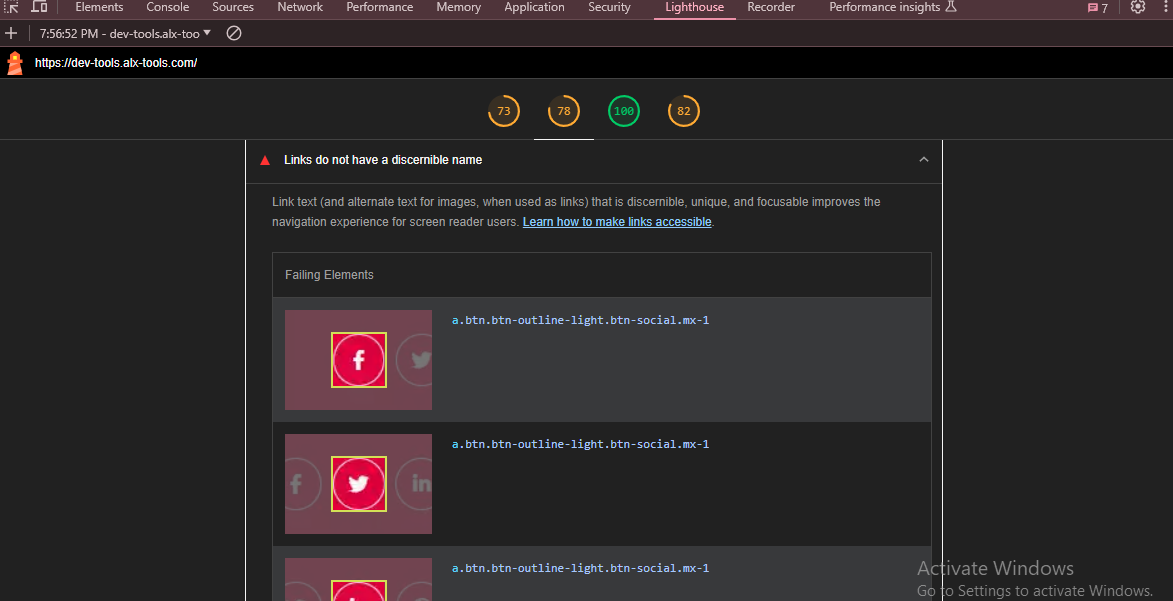 Elements Console Sources Network Performance Memory Application Security Lighthouse Recorder Performance insights 7
7:56:52 PM - dev-tools.alx-too
https://dev-tools.alx-tools.com/
73 78 100 82
Links do not have a discernible name
Link text (and alternate text for images, when used as links) that is discernible, unique, and focusable improves the
navigation experience for screen reader users. Learn how to make links accessible.
Failing Elements
a.btn.btn-outline-light.btn-social.mx-1
f
a.btn.btn-outline-light.btn-social.mx-1
f in
a.btn.btn-outline-light.btn-social.mx-1
Activate Windows
Go to Settings to activate Windows.